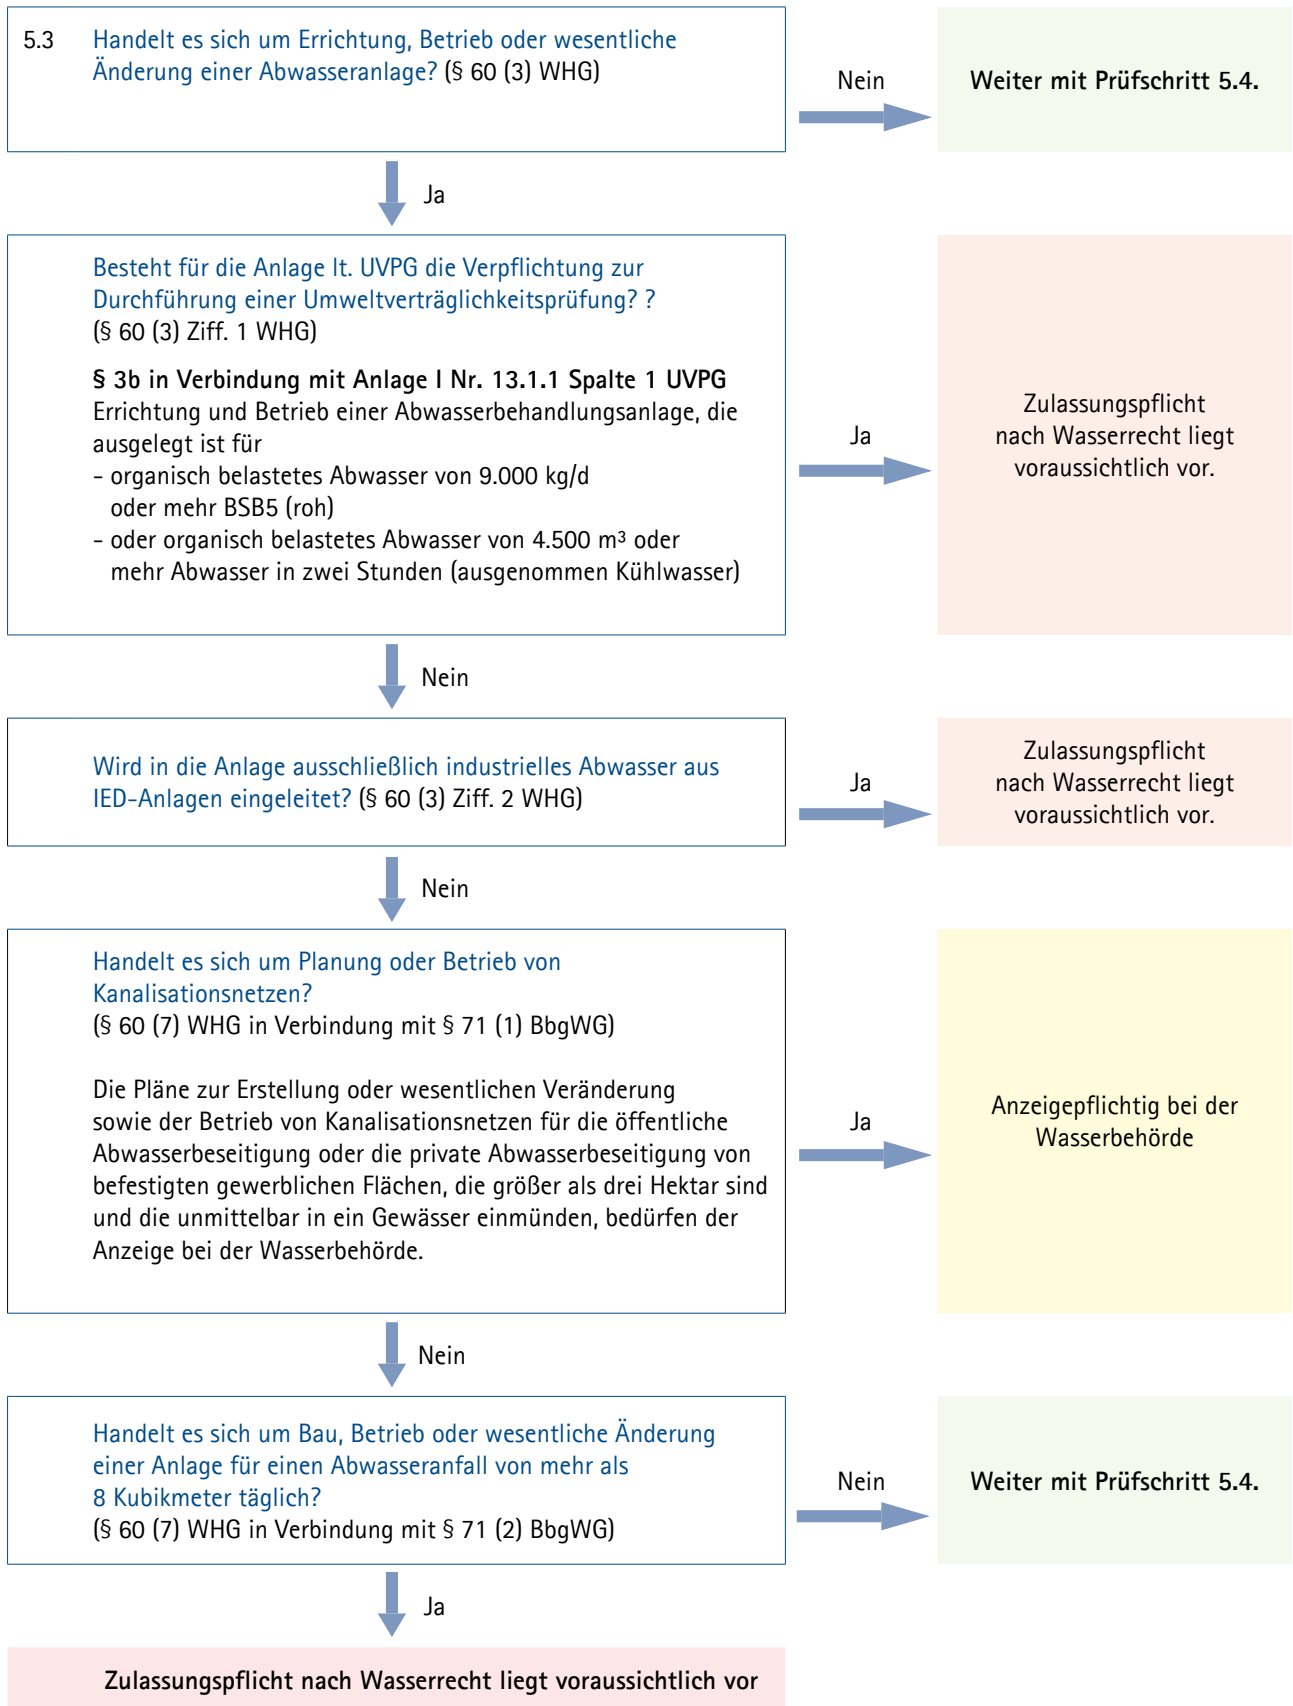 5.3 Handelt es sich um Errichtung, Betrieb oder wesentliche
Änderung einer Abwasseranlage? (§ 60 (3) WHG)
Nein
Weiter mit Prüfschritt 5.4.
Ja
Besteht für die Anlage lt. UVPG die Verpflichtung zur
Durchführung einer Umweltverträglichkeitsprüfung? ?
(§ 60 (3) Ziff. 1 WHG)
§ 3b in Verbindung mit Anlage I Nr. 13.1.1 Spalte 1 UVPG
Errichtung und Betrieb einer Abwasserbehandlungsanlage, die
ausgelegt ist für
- organisch belastetes Abwasser von 9.000 kg/d
oder mehr BSB5 (roh)
- oder organisch belastetes Abwasser von 4.500 m³ oder
mehr Abwasser in zwei Stunden (ausgenommen Kühlwasser)
Ja
Zulassungspflicht
nach Wasserrecht liegt
voraussichtlich vor.
Nein
Wird in die Anlage ausschließlich industrielles Abwasser aus
IED-Anlagen eingeleitet? (§ 60 (3) Ziff. 2 WHG)
Ja
Zulassungspflicht
nach Wasserrecht liegt
voraussichtlich vor.
Nein
Handelt es sich um Planung oder Betrieb von
Kanalisationsnetzen?
(§ 60 (7) WHG in Verbindung mit § 71 (1) BbgWG)
Die Pläne zur Erstellung oder wesentlichen Veränderung
sowie der Betrieb von Kanalisationsnetzen für die öffentliche
Abwasserbeseitigung oder die private Abwasserbeseitigung von
befestigten gewerblichen Flächen, die größer als drei Hektar sind
und die unmittelbar in ein Gewässer einmünden, bedürfen der
Anzeige bei der Wasserbehörde.
Ja
Anzeigepflichtig bei der
Wasserbehörde
Nein
Handelt es sich um Bau, Betrieb oder wesentliche Änderung
einer Anlage für einen Abwasseranfall von mehr als
8 Kubikmeter täglich?
(§ 60 (7) WHG in Verbindung mit § 71 (2) BbgWG)
Nein
Weiter mit Prüfschritt 5.4.
Ja
Zulassungspflicht nach Wasserrecht liegt voraussichtlich vor